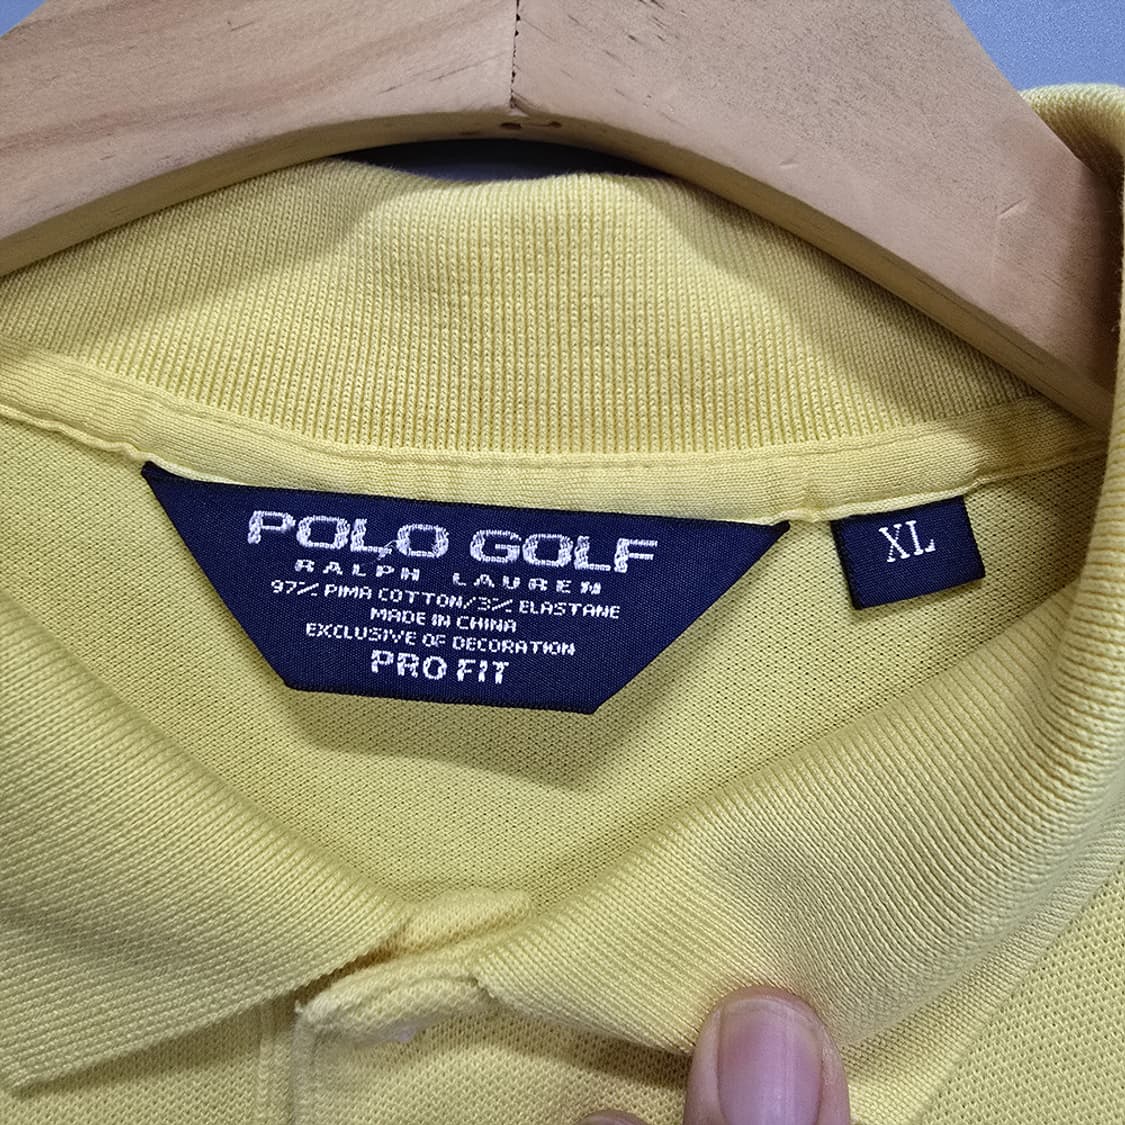 POLO GOLF
RALPH LAUREN
97% PIMA COTTON/3% ELASTANE
MADE IN CHINA
EXCLUSIVE OF DECORATION
PRO FIT
XL